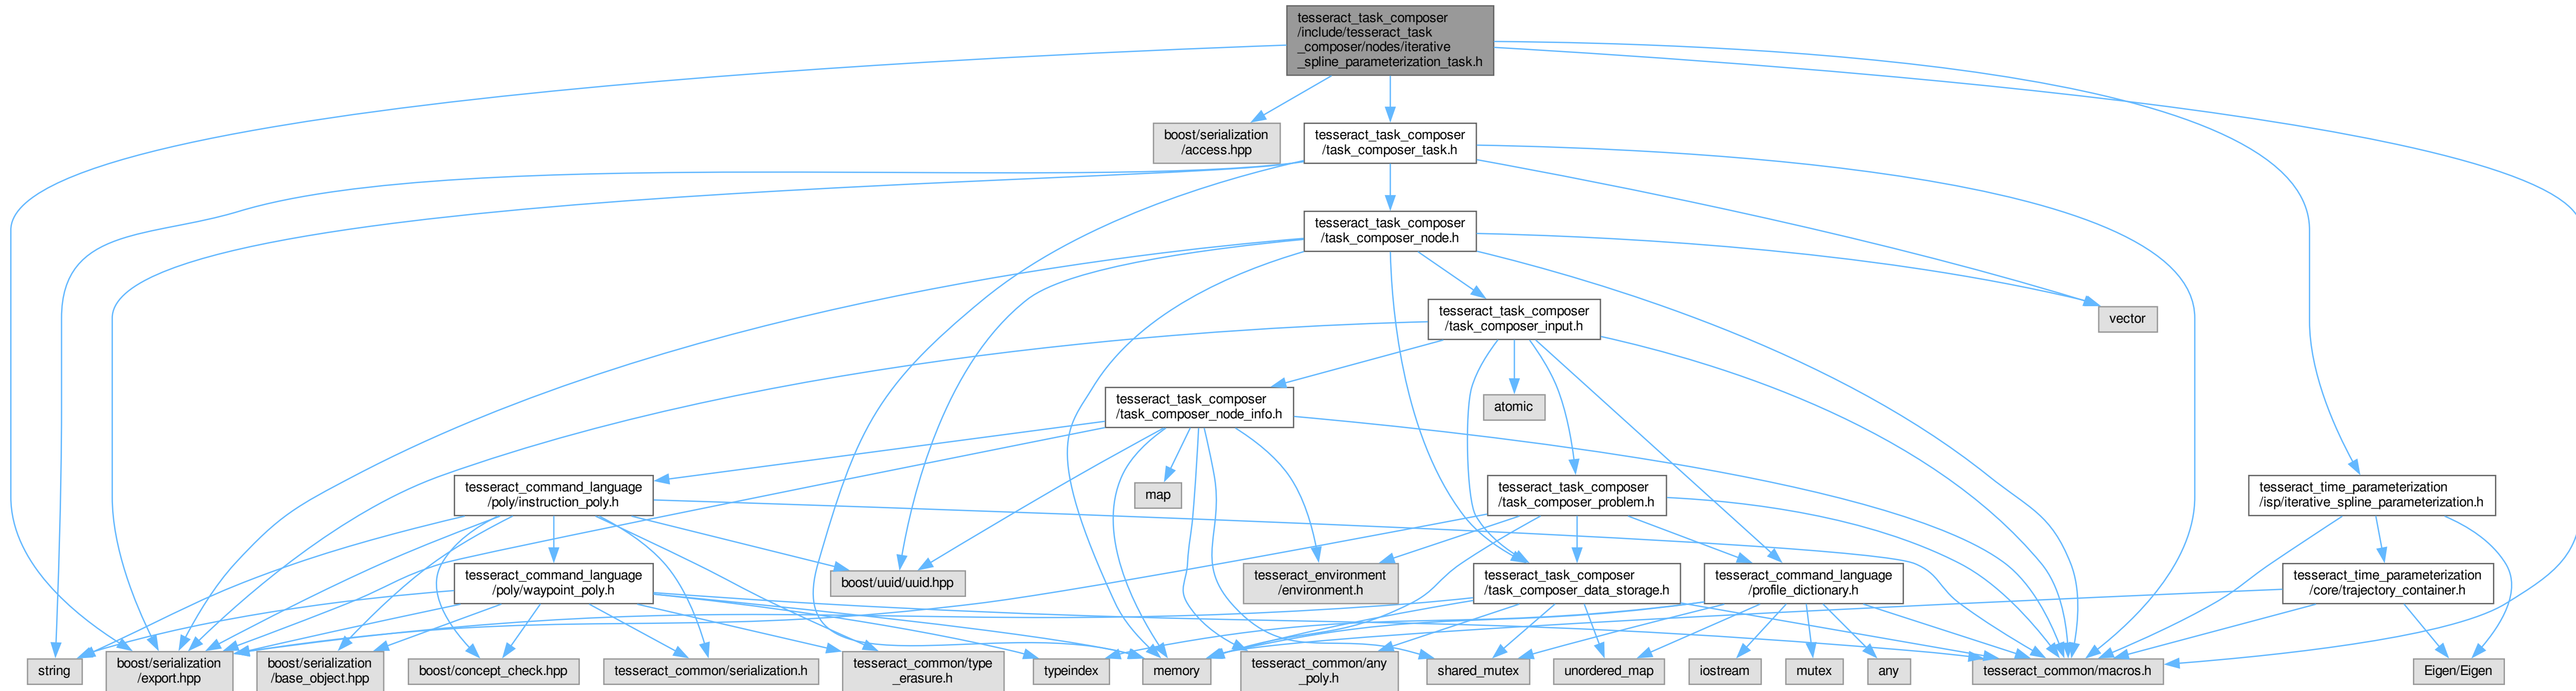 tesseract_task_composer
/include/tesseract_task
_composer/nodes/iterative
_spline_parameterization_task.h
boost/serialization
/access.hpp
tesseract_task_composer
/task_composer_task.h
tesseract_task_composer
/task_composer_node.h
tesseract_task_composer
/task_composer_input.h
vector
tesseract_task_composer
/task_composer_node_info.h
atomic
tesseract_command_language
/poly/instruction_poly.h
map
tesseract_task_composer
/task_composer_problem.h
tesseract_time_parameterization
/isp/iterative_spline_parameterization.h
tesseract_command_language
/poly/waypoint_poly.h
boost/uuid/uuid.hpp
tesseract_environment
/environment.h
tesseract_task_composer
/task_composer_data_storage.h
tesseract_command_language
/profile_dictionary.h
tesseract_time_parameterization
/core/trajectory_container.h
string
boost/serialization
/export.hpp
boost/serialization
/base_object.hpp
boost/concept_check.hpp
tesseract_common/serialization.h
tesseract_common/type
_erasure.h
typeindex
memory
tesseract_common/any
_poly.h
shared_mutex
unordered_map
iostream
mutex
any
tesseract_common/macros.h
Eigen/Eigen